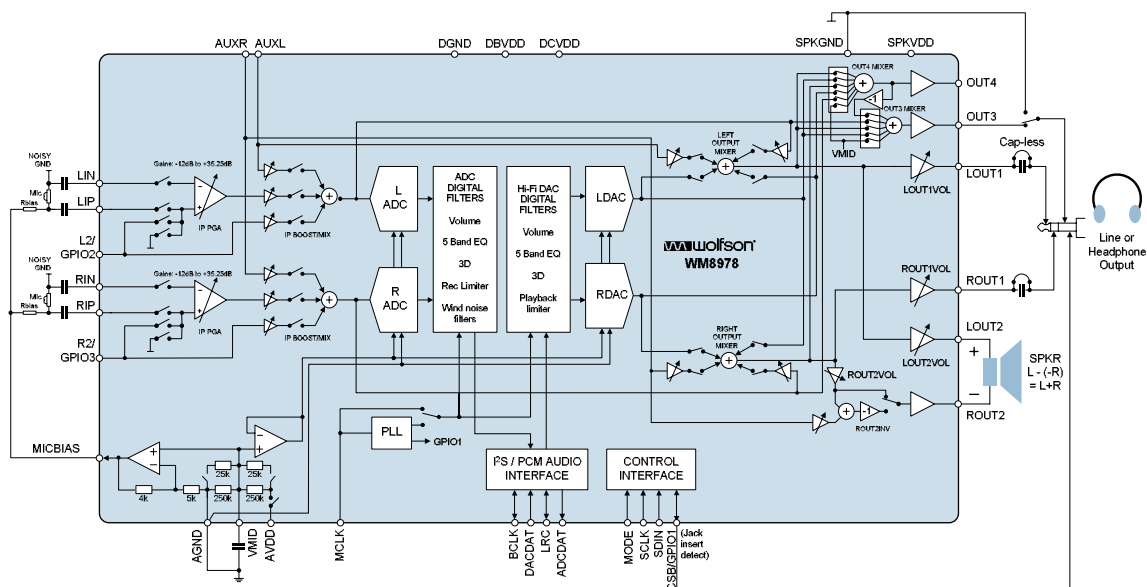 AUXR
AUXL
DGND
DBVDD
DCVDD
SPKGND
SPKVDD
OUT4 MIXER
OUT4
-1
OUT3 MIXER
OUT3
VMID
Cap-less
NOISY
GND
LIN
Mic
Rbias
LIP
L2/
GPIO2
Gains: -12dB to +35.25dB
IP PGA
IP BOOST/MIX
L
ADC
ADC
DIGITAL
FILTERS
Volume
5 Band EQ
3D
Rec Limiter
Wind noise
filters
Hi-Fi DAC
DIGITAL
FILTERS
Volume
5 Band EQ
3D
Playback
limiter
LDAC
LEFT
OUTPUT
MIXER
LOUT1VOL
LOUT1
wolfson®
WM8978
Line or
Headphone
Output
NOISY
GND
RIN
Mic
Rbias
RIP
R2/
GPIO3
Gains: -12dB to +35.25dB
IP PGA
IP BOOST/MIX
R
ADC
RDAC
ROUT1VOL
ROUT1
LOUT2
LOUT2VOL
RIGHT
OUTPUT
MIXER
ROUT2VOL
-1
ROUT2INV
ROUT2
+
−
SPKR
L - (-R)
= L+R
MICBIAS
4k
5k
25k
25k
250k
250k
PLL
GPIO1
I²S / PCM AUDIO
INTERFACE
CONTROL
INTERFACE
AGND
VMID
AVDD
MCLK
BCLK
DACDAT
LRC
ADCDAT
MODE
SCLK
SDIN
CSB/GPIO1
(Jack
insert
detect)